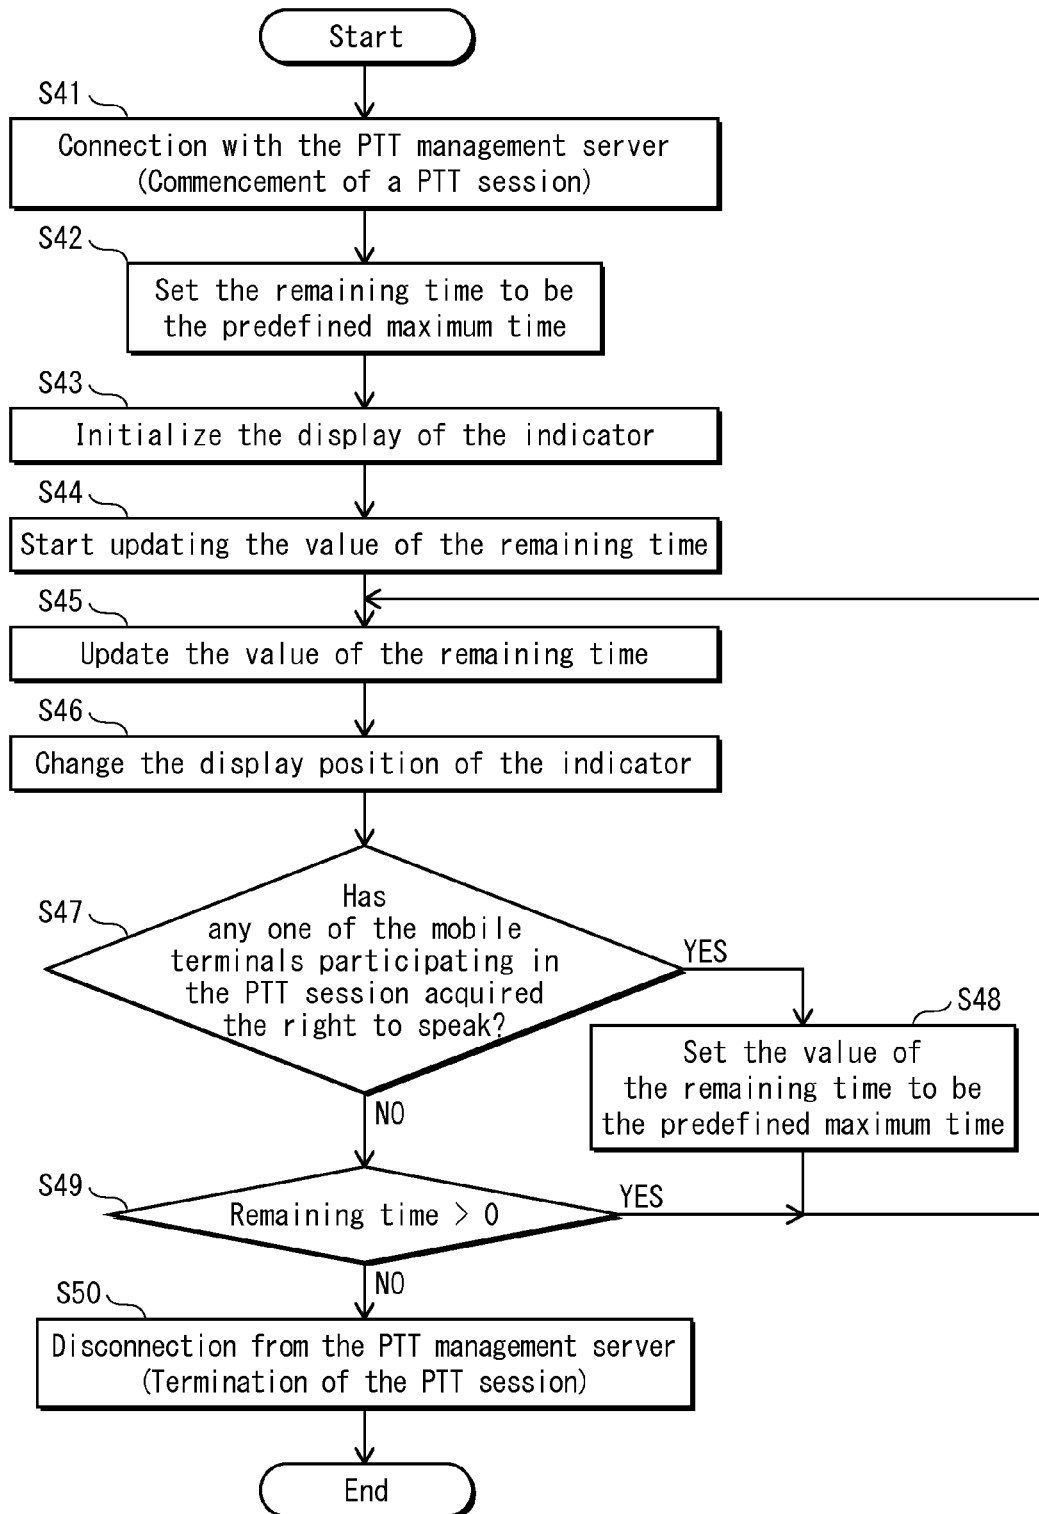 Start
S41
Connection with the PTT management server
(Commencement of a PTT session)
S42
Set the remaining time to be
the predefined maximum time
S43
Initialize the display of the indicator
S44
Start updating the value of the remaining time
S45
Update the value of the remaining time
S46
Change the display position of the indicator
S47
Has
any one of the mobile
terminals participating in
the PTT session acquired
the right to speak?
YES
S48
Set the value of
the remaining time to be
the predefined maximum time
NO
S49
Remaining time > 0
YES
NO
S50
Disconnection from the PTT management server
(Termination of the PTT session)
End